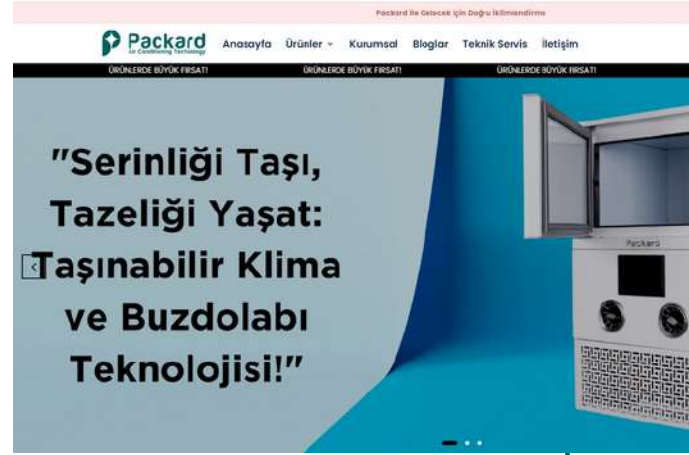 Packard ile Gelecek için Doğru İklimlendirme
Packard
Air Conditioning Technology
Anasayfa Ürünler Kurumsal Bloglar Teknik Servis İletişim
ÜRÜNLERDE BÜYÜK FIRSAT! ÜRÜNLERDE BÜYÜK FIRSAT! ÜRÜNLERDE BÜYÜK FIRSAT!
"Serinliği Taşı,
Tazeliği Yaşat:
Taşınabilir Klima
ve Buzdolabı
Teknolojisi!"
Packard